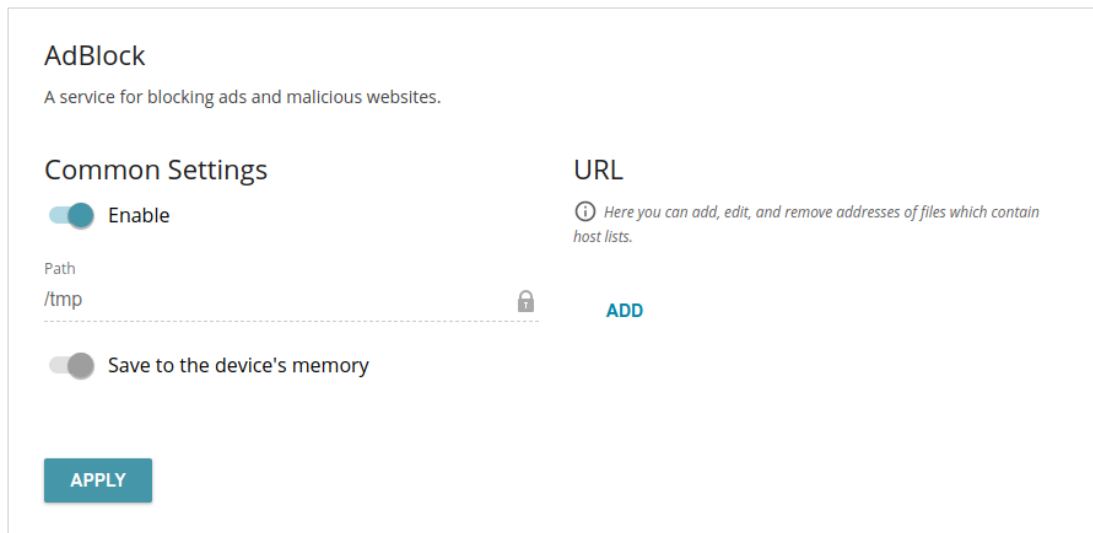 AdBlock
A service for blocking ads and malicious websites.
Common Settings
Enable
Path
/tmp
Save to the device's memory
APPLY
URL
Here you can add, edit, and remove addresses of files which contain
host lists.
ADD